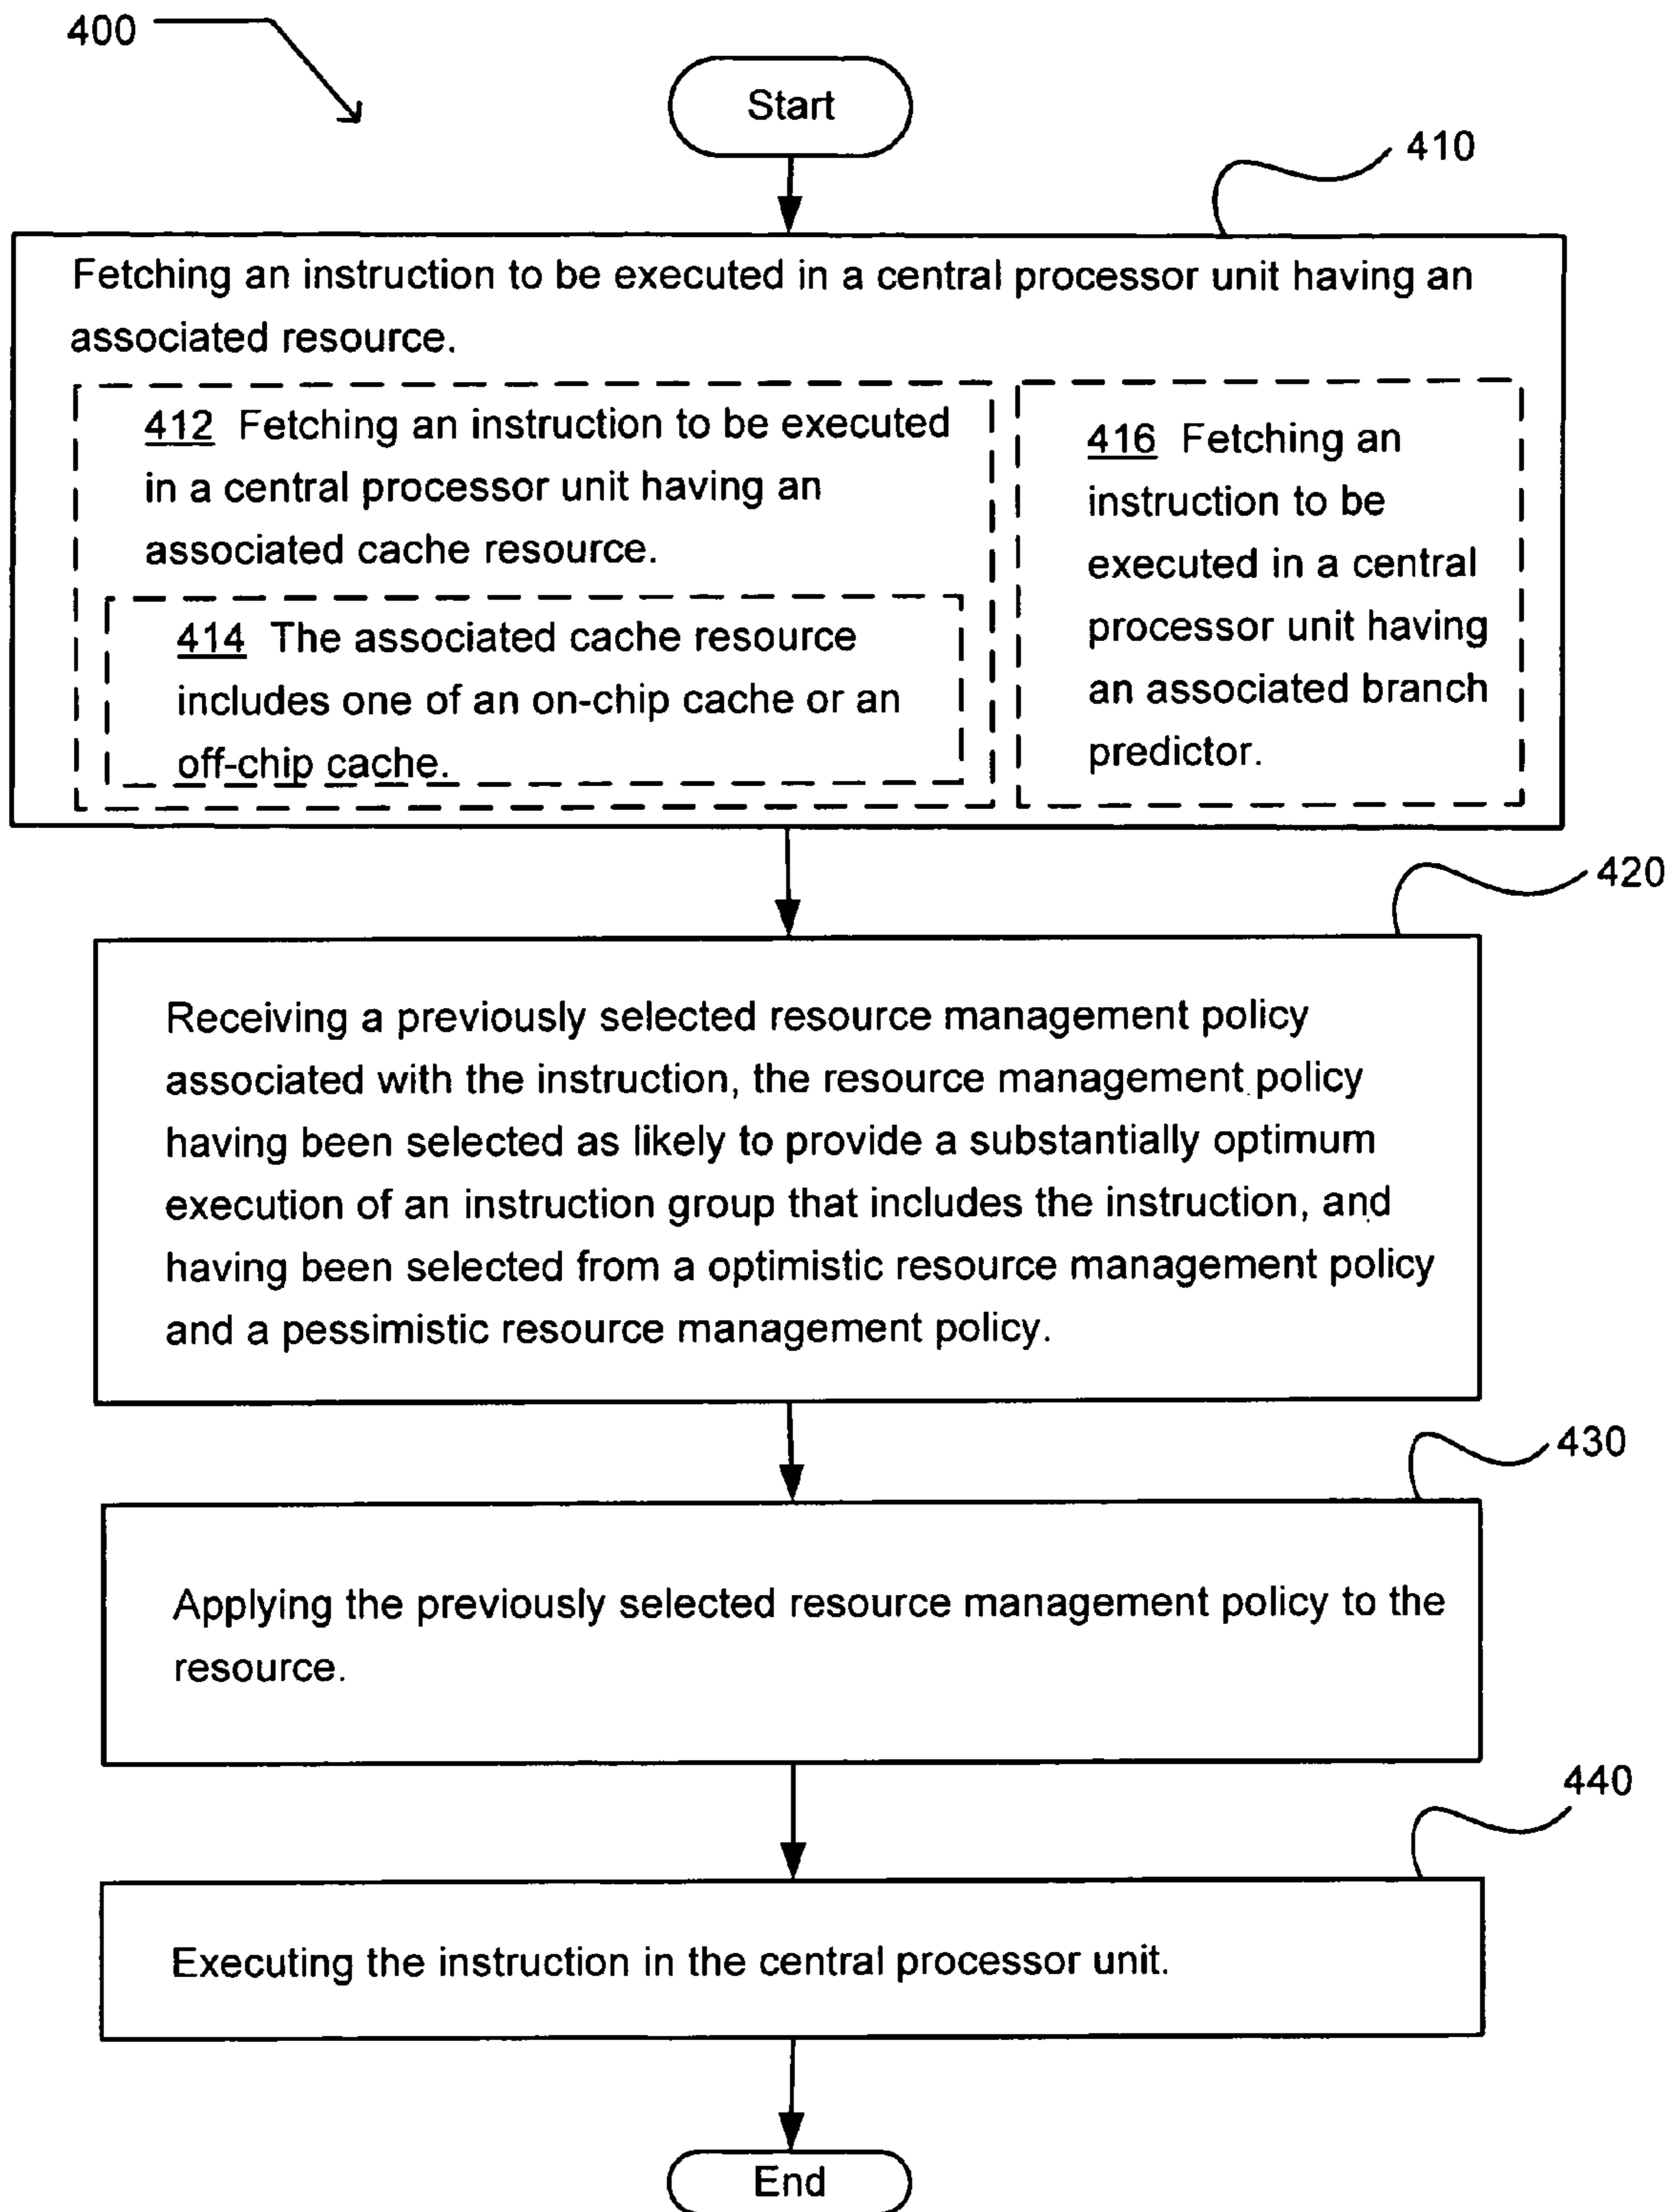 400
Start
410
Fetching an instruction to be executed in a central processor unit having an
associated resource.
412 Fetching an instruction to be executed
in a central processor unit having an
associated cache resource.
414 The associated cache resource
includes one of an on-chip cache or an
off-chip cache.
416 Fetching an
instruction to be
executed in a central
processor unit having
an associated branch
predictor.
420
Receiving a previously selected resource management policy
associated with the instruction, the resource management policy
having been selected as likely to provide a substantially optimum
execution of an instruction group that includes the instruction, and
having been selected from a optimistic resource management policy
and a pessimistic resource management policy.
430
Applying the previously selected resource management policy to the
resource.
440
Executing the instruction in the central processor unit.
End